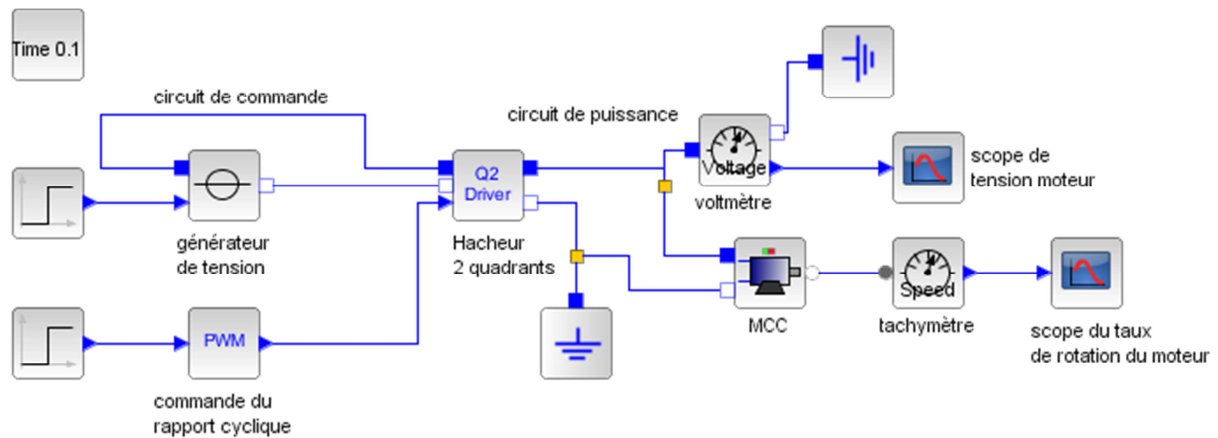 Time 0.1
circuit de commande
circuit de puissance
Q2
Driver
Voltage
voltmètre
scope de
tension moteur
générateur
de tension
Hacheur
2 quadrants
Speed
MCC
tachymètre
scope du taux
de rotation du moteur
PWM
commande du
rapport cyclique